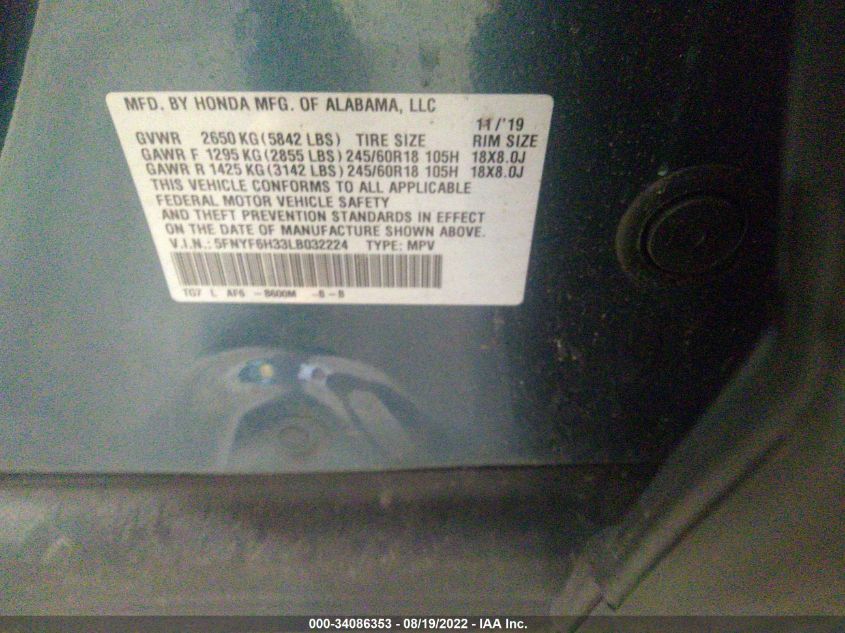 MFD. BY HONDA MFG. OF ALABAMA, LLC
11/'19
GVWR 2650 KG (5842 LBS) TIRE SIZE RIM SIZE
GAWR F 1295 KG (2855 LBS) 245/60R18 105H 18X8.0J
GAWR R 1425 KG (3142 LBS) 245/60R18 105H 18X8.0J
THIS VEHICLE CONFORMS TO ALL APPLICABLE
FEDERAL MOTOR VEHICLE SAFETY
AND THEFT PREVENTION STANDARDS IN EFFECT
ON THE DATE OF MANUFACTURE SHOWN ABOVE.
V.I.N.: 5FNYF6H33LB032224 TYPE: MPV
TG7 L AF6 -B600M -B-B
000-34086353 - 08/19/2022 - IAA Inc.